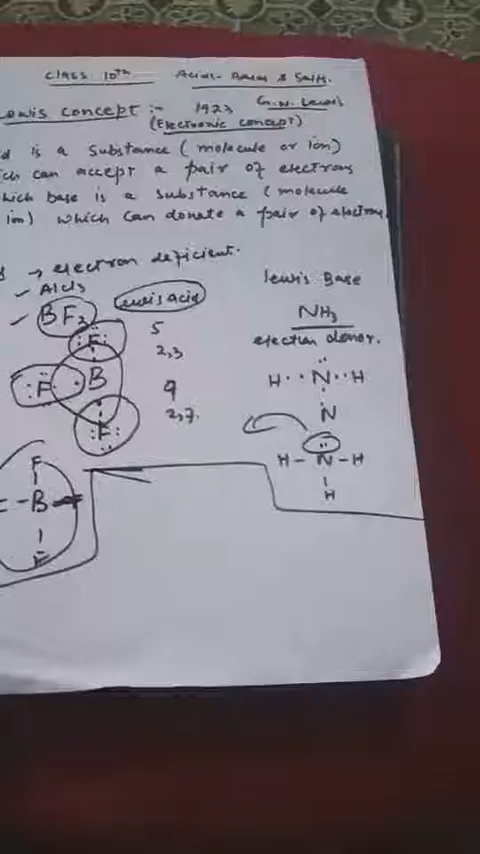 CLASS 10th Acids-Bases & Salts.
Lewis concept :- 1923 G.N. Lewis
(Electronic concept)
is a substance (molecule or ion)
which can accept a pair of electrons
which base is a substance (molecule
ion) which can donate a pair of electron.
→ electron deficient.
Lewis Base
✓ AlCl3
Lewis acid
✓ BF3
NH3
electron donor.
F
5
2,3
H N H
F B
9
2,7.
N
F
H-N-H
H
F
-B-
F